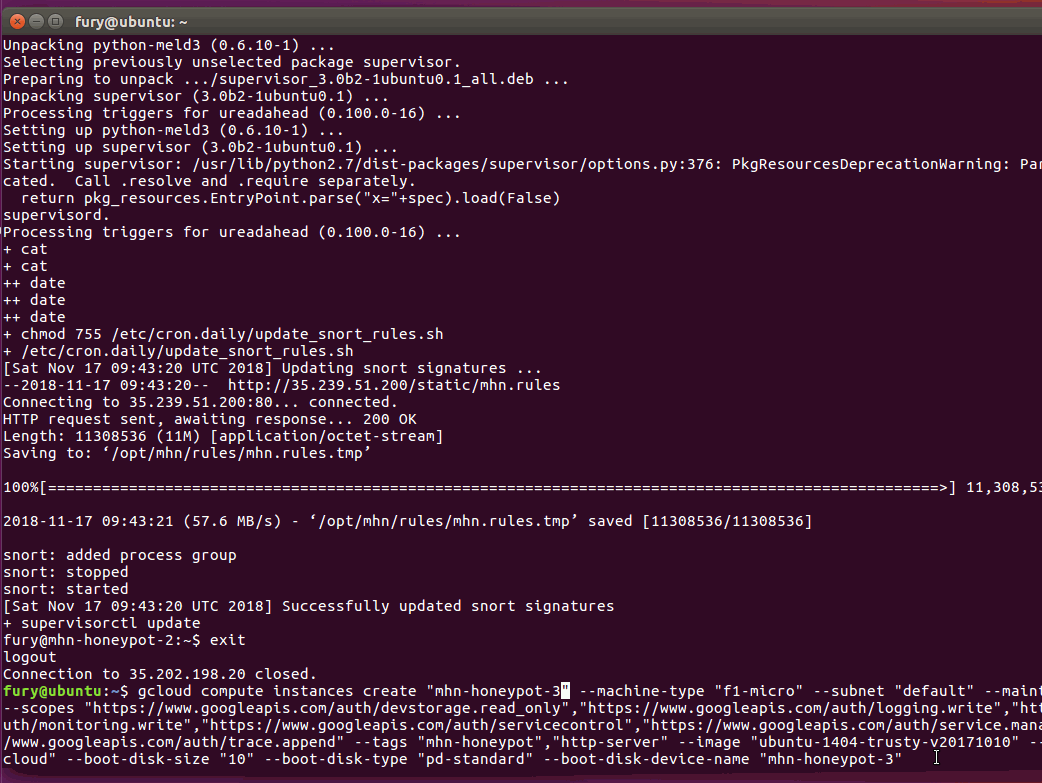 fury@ubuntu: ~
Unpacking python-meld3 (0.6.10-1) ...
Selecting previously unselected package supervisor.
Preparing to unpack .../supervisor_3.0b2-1ubuntu0.1_all.deb ...
Unpacking supervisor (3.0b2-1ubuntu0.1) ...
Processing triggers for ureadahead (0.100.0-16) ...
Setting up python-meld3 (0.6.10-1) ...
Setting up supervisor (3.0b2-1ubuntu0.1) ...
Starting supervisor: /usr/lib/python2.7/dist-packages/supervisor/options.py:376: PkgResourcesDeprecationWarning: Par
cated.  Call .resolve and .require separately.
  return pkg_resources.EntryPoint.parse("x="+spec).load(False)
supervisord.
Processing triggers for ureadahead (0.100.0-16) ...
+ cat
+ cat
++ date
++ date
++ date
+ chmod 755 /etc/cron.daily/update_snort_rules.sh
+ /etc/cron.daily/update_snort_rules.sh
[Sat Nov 17 09:43:20 UTC 2018] Updating snort signatures ...
--2018-11-17 09:43:20--  http://35.239.51.200/static/mhn.rules
Connecting to 35.239.51.200:80... connected.
HTTP request sent, awaiting response... 200 OK
Length: 11308536 (11M) [application/octet-stream]
Saving to: ‘/opt/mhn/rules/mhn.rules.tmp’
100%[===================================================================================================>] 11,308,53
2018-11-17 09:43:21 (57.6 MB/s) - ‘/opt/mhn/rules/mhn.rules.tmp’ saved [11308536/11308536]
snort: added process group
snort: stopped
snort: started
[Sat Nov 17 09:43:20 UTC 2018] Successfully updated snort signatures
+ supervisorctl update
fury@mhn-honeypot-2:~$ exit
logout
Connection to 35.202.198.20 closed.
fury@ubuntu:~$ gcloud compute instances create "mhn-honeypot-3" --machine-type "f1-micro" --subnet "default" --maint
--scopes "https://www.googleapis.com/auth/devstorage.read_only","https://www.googleapis.com/auth/logging.write","htt
uth/monitoring.write","https://www.googleapis.com/auth/servicecontrol","https://www.googleapis.com/auth/service.mana
/www.googleapis.com/auth/trace.append" --tags "mhn-honeypot","http-server" --image "ubuntu-1404-trusty-v20171010" --
cloud" --boot-disk-size "10" --boot-disk-type "pd-standard" --boot-disk-device-name "mhn-honeypot-3"